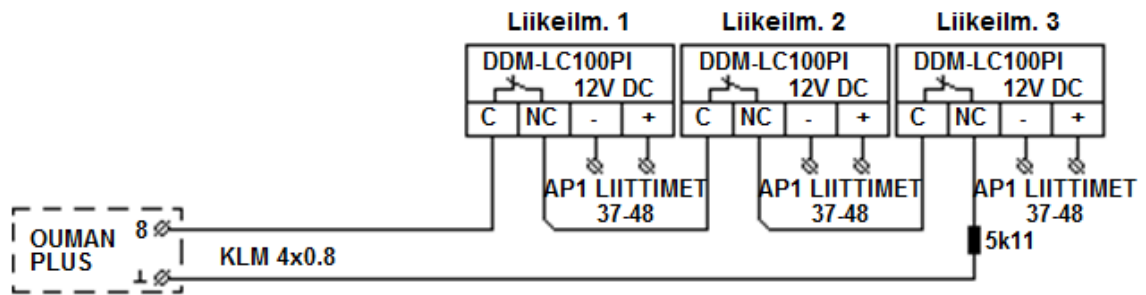 Liikeilm. 1 Liikeilm. 2 Liikeilm. 3
DDM-LC100PI DDM-LC100PI DDM-LC100PI
12V DC 12V DC 12V DC
C NC - + C NC - + C NC - +
AP1 LIITTIMET AP1 LIITTIMET AP1 LIITTIMET
37-48 37-48 37-48
OUMAN 8
PLUS
KLM 4x0.8
5k11